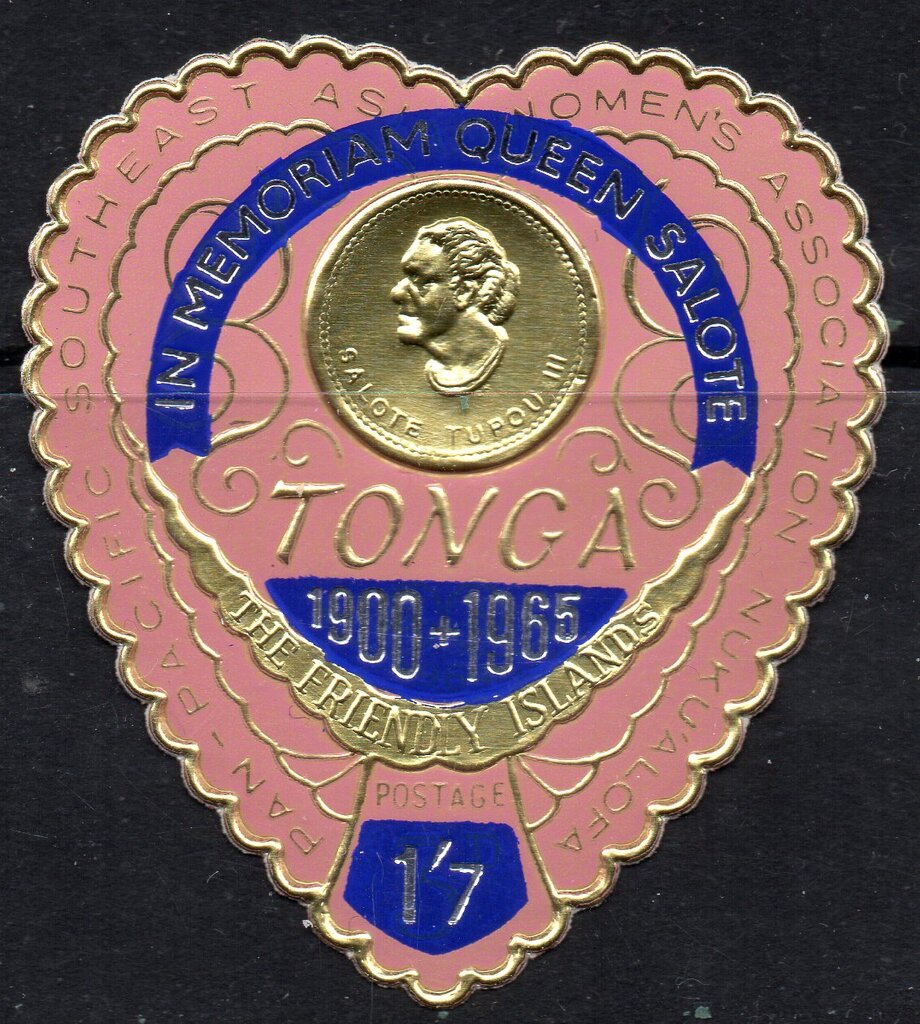 PAN-PACIFIC SOUTHEAST ASI WOMEN'S ASSOCIATION NUKU'ALOFA
IN MEMORIAM QUEEN SALOTE
SALOTE TUPOU III
TONGA
1900+1965
THE FRIENDLY ISLANDS
POSTAGE
1'7